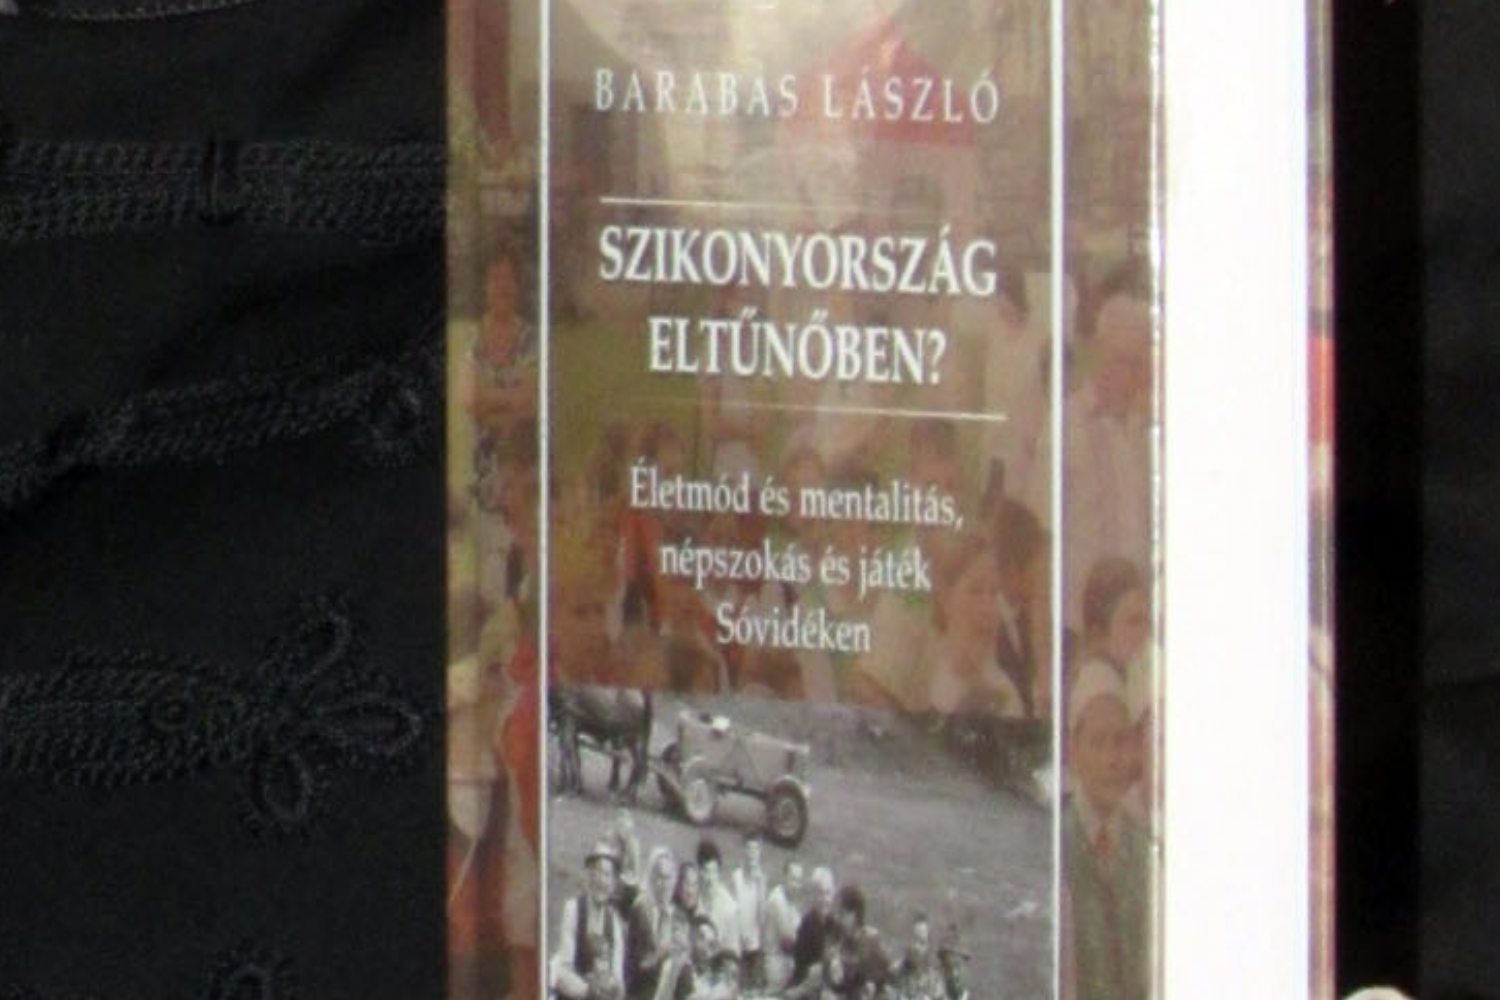 BARABÁS LÁSZLÓ
SZIKONYORSZÁG
ELTŰNŐBEN?
Életmód és mentalitás,
népszokás és játék
Sóvidéken